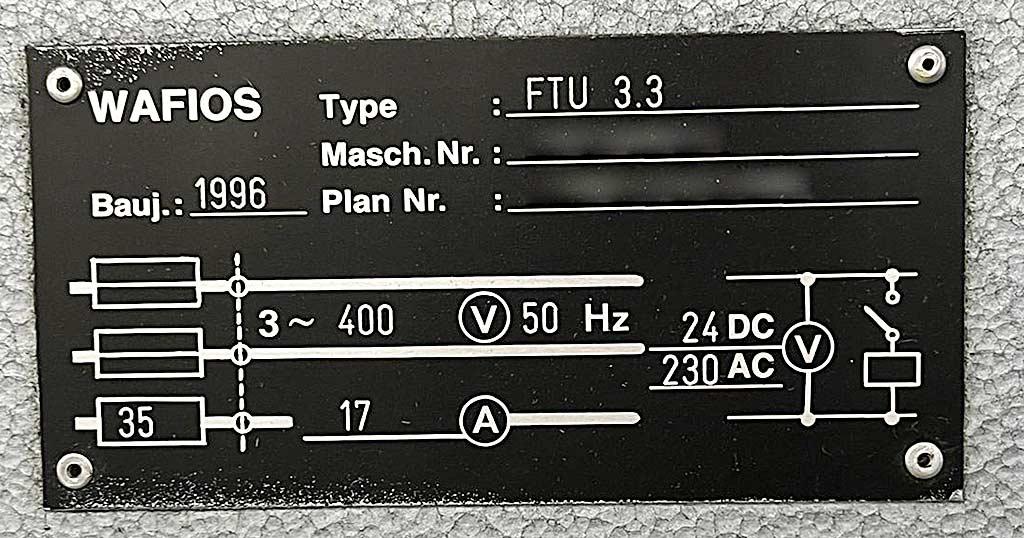 WAFIOS Type : FTU 3.3
Masch. Nr. :
Bauj.: 1996 Plan Nr. :
3 ~ 400 V 50 Hz
24 DC
230 AC V
35 17 A